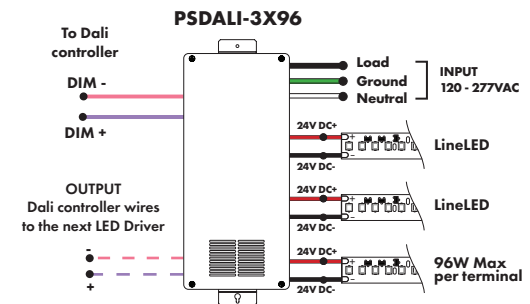 PSDALI-3X96
To Dali
controller
DIM -
DIM +
Load
Ground
Neutral
INPUT
120 - 277VAC
24V DC+
24V DC-
+
-
LineLED
24V DC+
24V DC-
+
-
LineLED
24V DC+
24V DC-
+
-
96W Max
per terminal
OUTPUT
Dali controller wires
to the next LED Driver
-
+